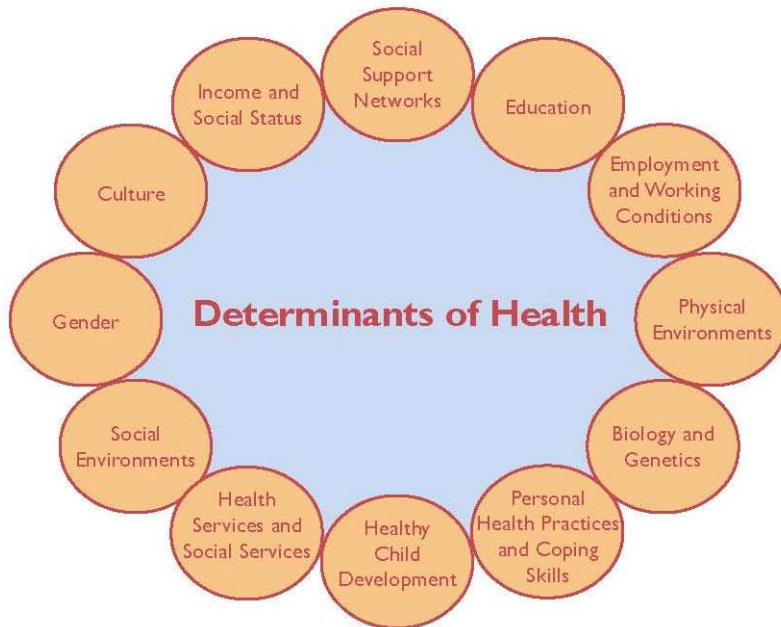 Determinants of Health
Social
Support
Networks
Education
Employment
and Working
Conditions
Physical
Environments
Biology and
Genetics
Personal
Health Practices
and Coping
Skills
Healthy
Child
Development
Health
Services and
Social Services
Social
Environments
Gender
Culture
Income and
Social Status